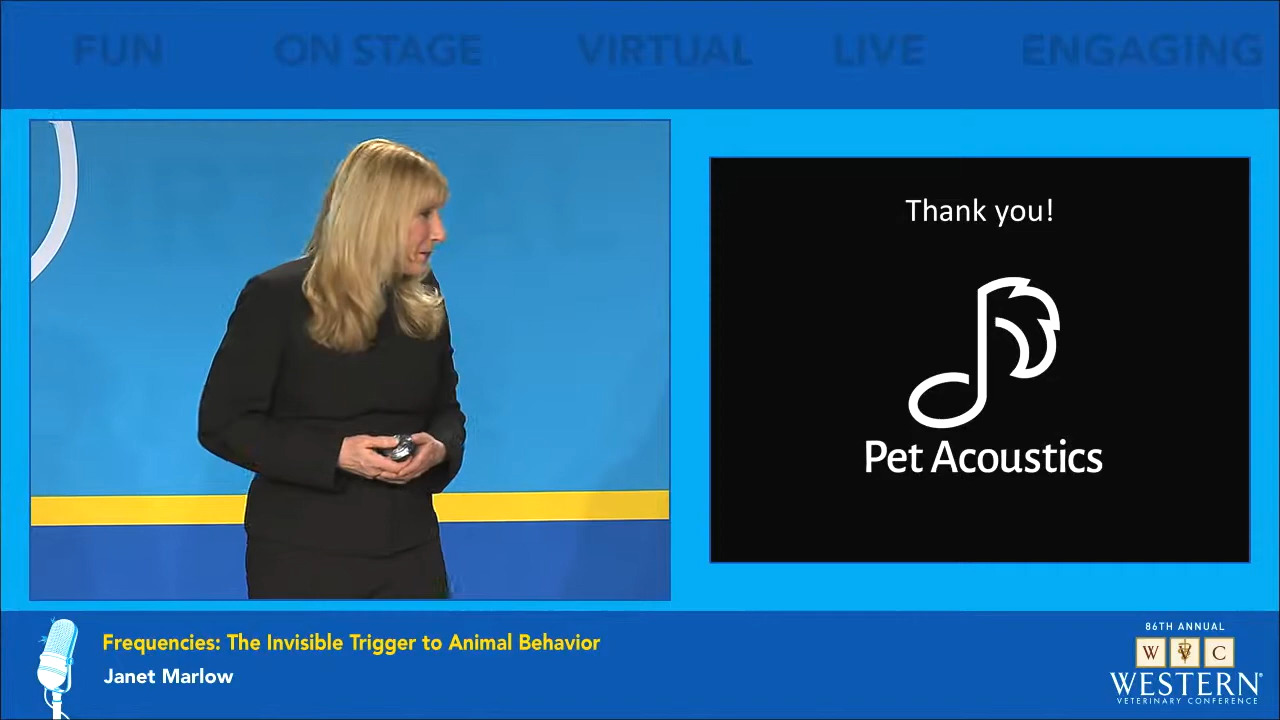 FUN ON STAGE VIRTUAL LIVE ENGAGING
Thank you!
Pet Acoustics
Frequencies: The Invisible Trigger to Animal Behavior
Janet Marlow
86TH ANNUAL
W V C
WESTERN®
VETERINARY CONFERENCE